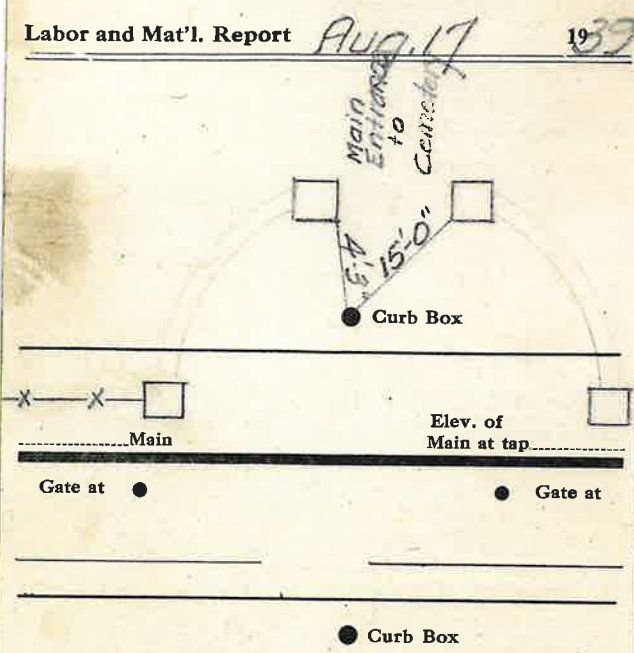 Labor and Mat'l. Report Aug. 17 1939
Main
Entrance
to
Cemetery
4'-3"
15'-0"
Curb Box
X X
Main
Elev. of
Main at tap
Gate at
Gate at
Curb Box